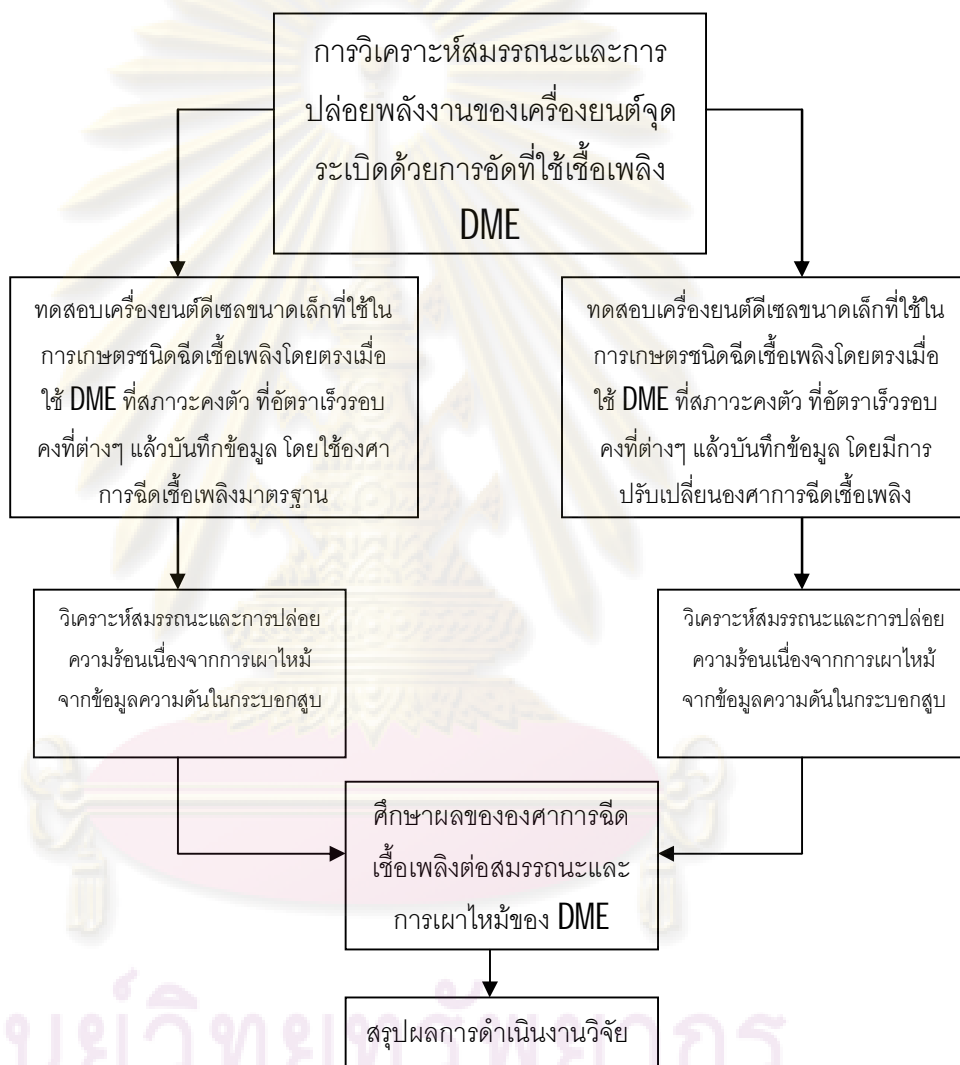 การวิเคราะห์สมรรถนะและการ
ปล่อยพลังงานของเครื่องยนต์จุด
ระเบิดด้วยการอัดที่ใช้เชื้อเพลิง
DME
ทดสอบเครื่องยนต์ดีเซลขนาดเล็กที่ใช้ใน
การเกษตรชนิดฉีดเชื้อเพลิงโดยตรงเมื่อ
ใช้ DME ที่สภาวะคงตัว ที่อัตราเร็วรอบ
คงที่ต่างๆ แล้วบันทึกข้อมูล โดยใช้องศา
การฉีดเชื้อเพลิงมาตรฐาน
ทดสอบเครื่องยนต์ดีเซลขนาดเล็กที่ใช้ใน
การเกษตรชนิดฉีดเชื้อเพลิงโดยตรงเมื่อ
ใช้ DME ที่สภาวะคงตัว ที่อัตราเร็วรอบ
คงที่ต่างๆ แล้วบันทึกข้อมูล โดยมีการ
ปรับเปลี่ยนองศาการฉีดเชื้อเพลิง
วิเคราะห์สมรรถนะและการปล่อย
ความร้อนเนื่องจากการเผาไหม้
จากข้อมูลความดันในกระบอกสูบ
วิเคราะห์สมรรถนะและการปล่อย
ความร้อนเนื่องจากการเผาไหม้
จากข้อมูลความดันในกระบอกสูบ
ศึกษาผลขององศาการฉีด
เชื้อเพลิงต่อสมรรถนะและ
การเผาไหม้ของ DME
สรุปผลการดำเนินงานวิจัย